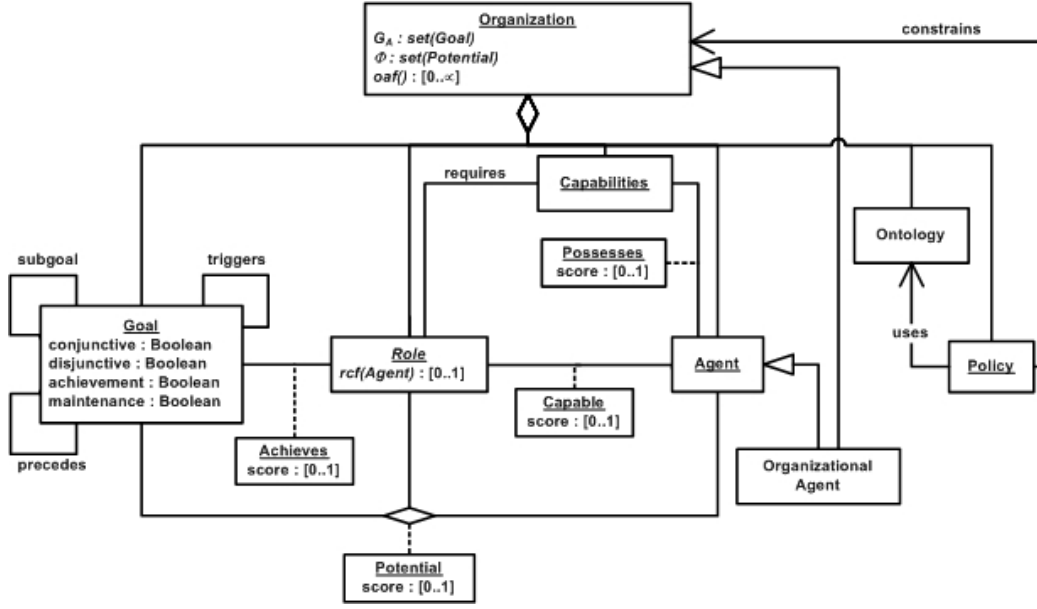 Organization
G_A : set(Goal)
Φ : set(Potential)
oaf() : [0..∝]
constrains
requires
Capabilities
Possesses
score : [0..1]
Ontology
subgoal
triggers
Goal
conjunctive : Boolean
disjunctive : Boolean
achievement : Boolean
maintenance : Boolean
precedes
Role
rcf(Agent) : [0..1]
Agent
uses
Policy
Achieves
score : [0..1]
Capable
score : [0..1]
Organizational
Agent
Potential
score : [0..1]